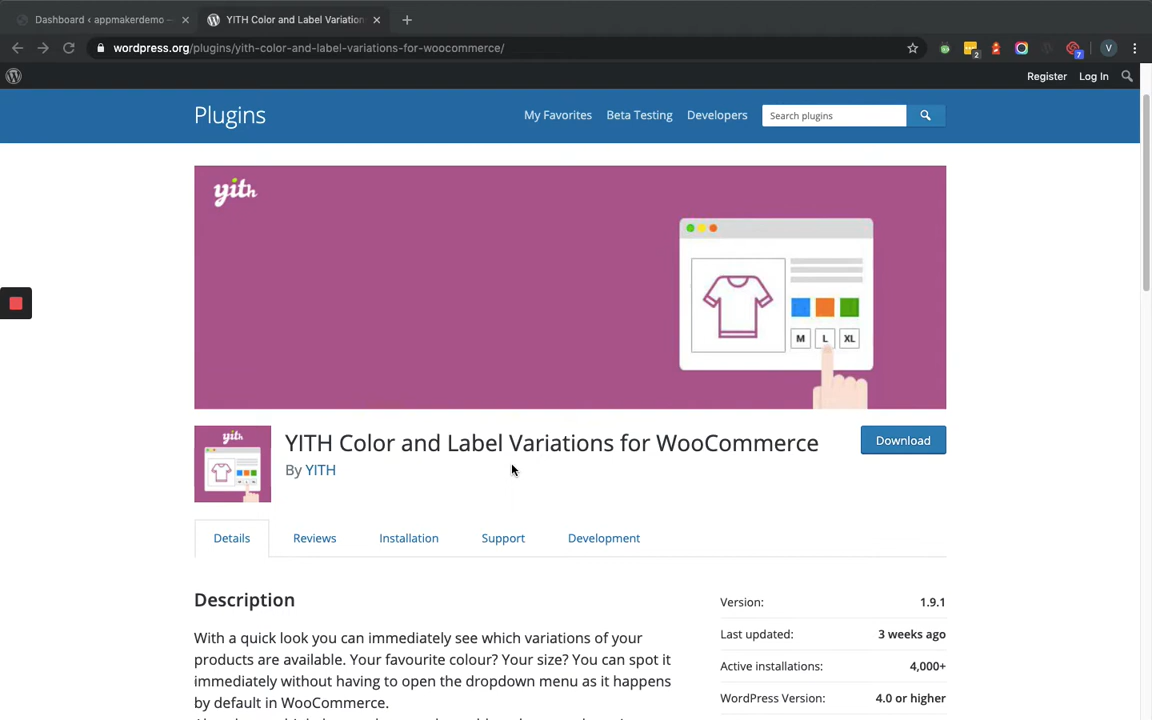 Dashboard ‹ appmakerdemo –
YITH Color and Label Variation
wordpress.org/plugins/yith-color-and-label-variations-for-woocommerce/
2
7
V
Register
Log In
Plugins
My Favorites
Beta Testing
Developers
Search plugins
yith
M
L
XL
yith
YITH Color and Label Variations for WooCommerce
Download
By YITH
Details
Reviews
Installation
Support
Development
Description
With a quick look you can immediately see which variations of your
products are available. Your favourite colour? Your size? You can spot it
immediately without having to open the dropdown menu as it happens
by default in WooCommerce.
Version: 1.9.1
Last updated: 3 weeks ago
Active installations: 4,000+
WordPress Version: 4.0 or higher